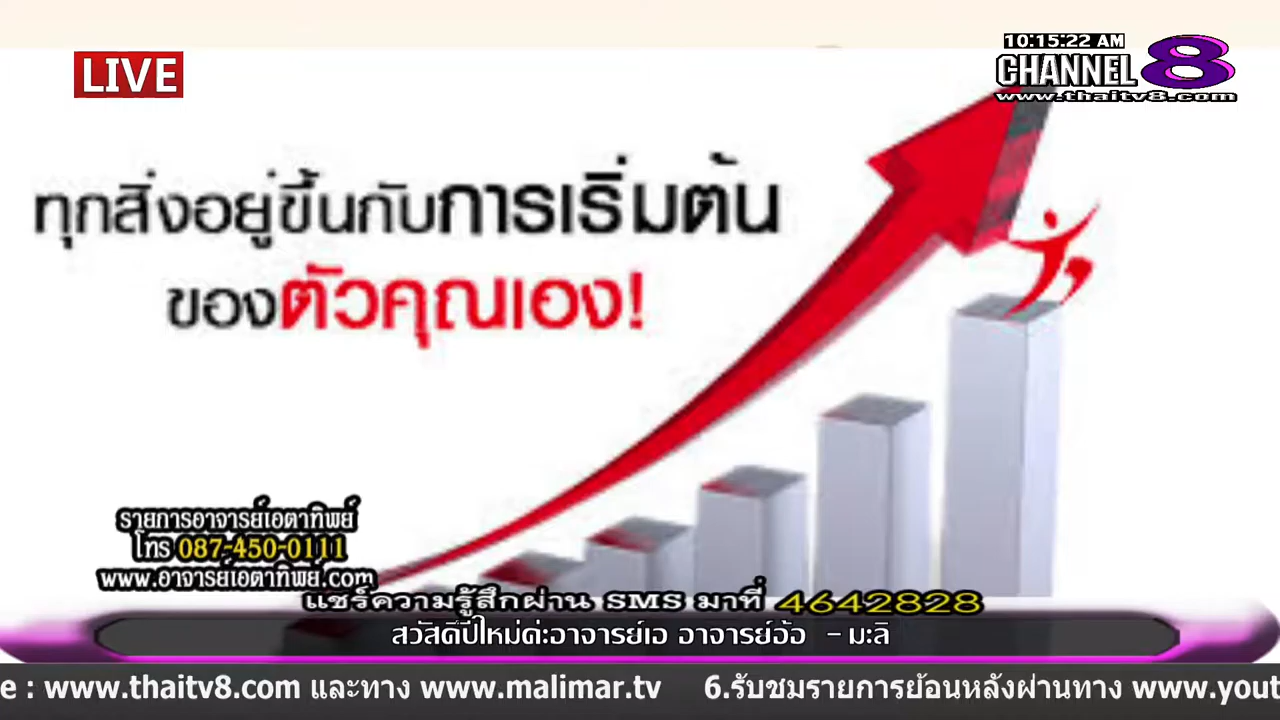 LIVE
10:15:22 AM
CHANNEL 8
www.thaitv8.com
ทุกสิ่งอยู่ขึ้นกับการเริ่มต้น
ของตัวคุณเอง!
รายการอาจารย์เอตาทิพย์
โทร 087-450-0111
www.อาจารย์เอตาทิพย์.com
แชร์ความรู้สึกผ่าน SMS มาที่ 4642828
สวัสดีปีใหม่ค่ะอาจารย์เอ อาจารย์อ้อ - มะลิ
e : www.thaitv8.com และทาง www.malimar.tv 6.รับชมรายการย้อนหลังผ่านทาง www.yout